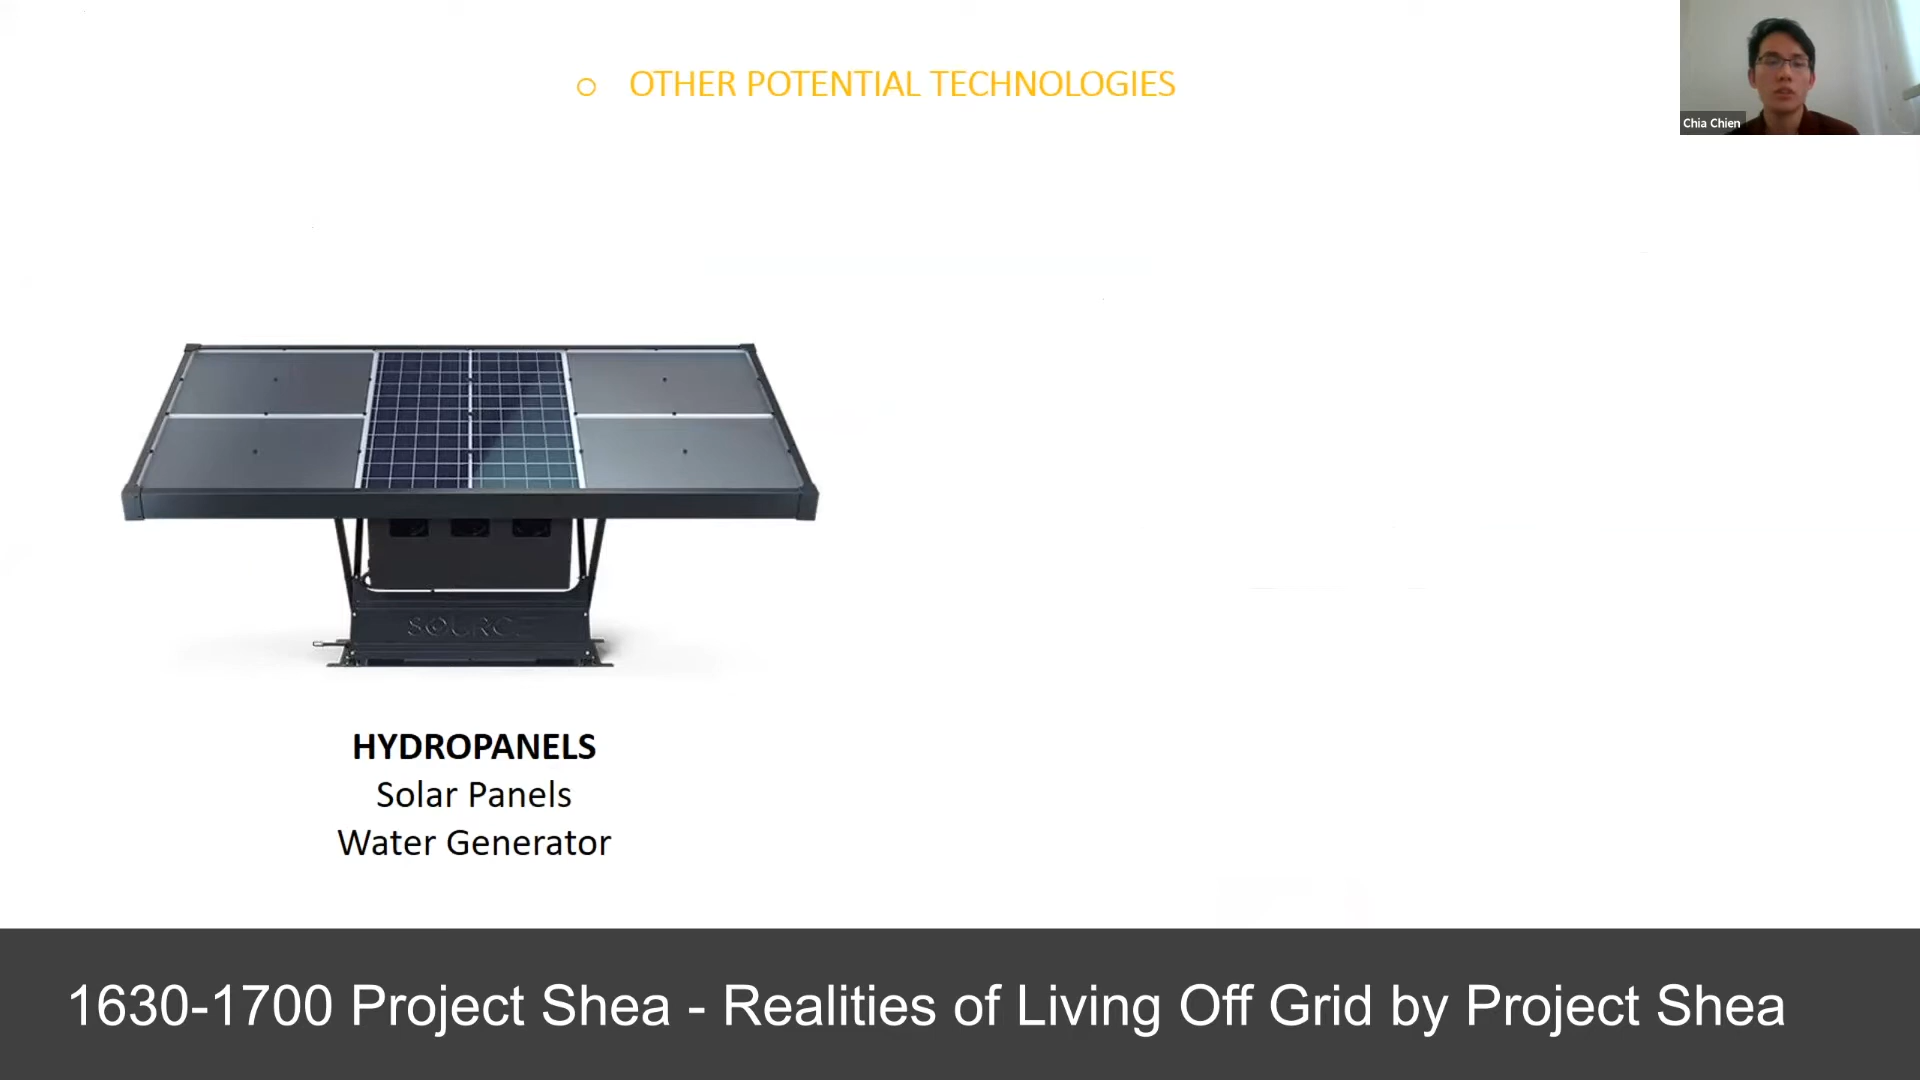 OTHER POTENTIAL TECHNOLOGIES
Chia Chien
SOURCE
HYDROPANELS
Solar Panels
Water Generator
1630-1700 Project Shea - Realities of Living Off Grid by Project Shea